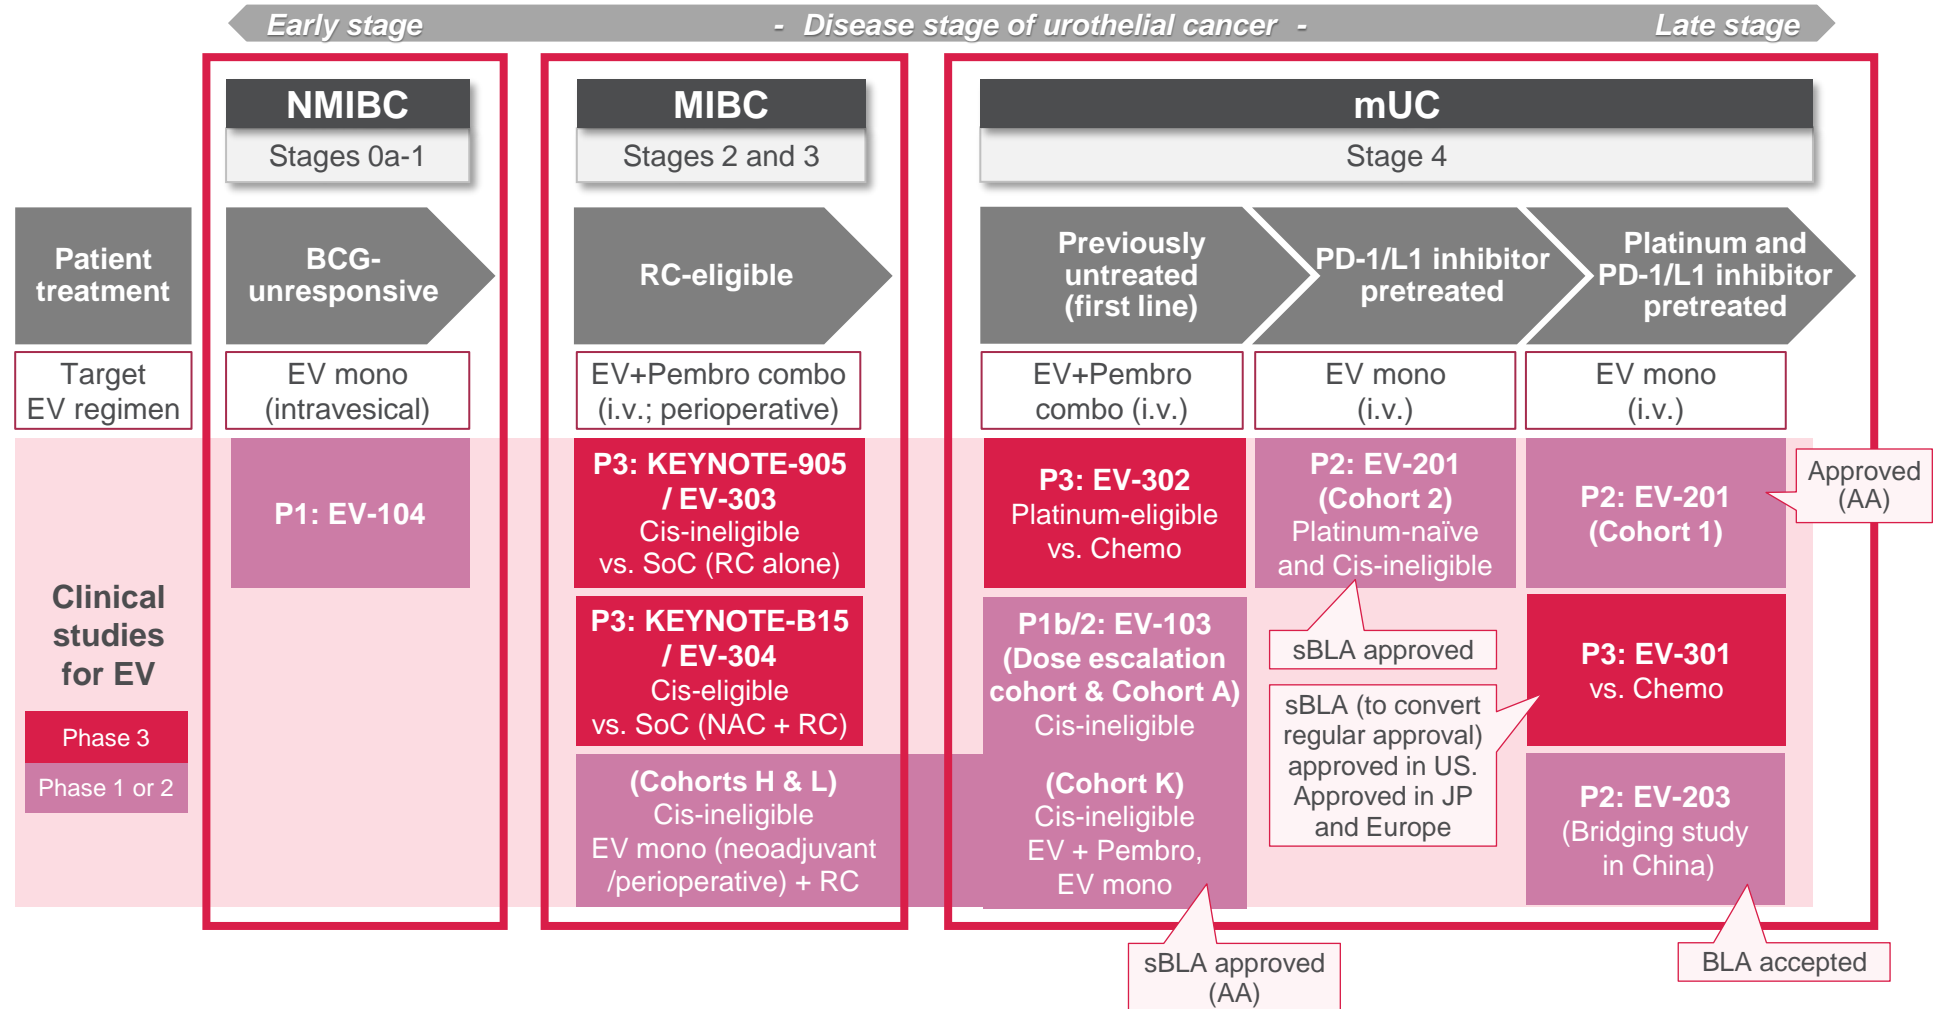 Early stage - Disease stage of urothelial cancer - Late stage
NMIBC
Stages 0a-1
MIBC
Stages 2 and 3
mUC
Stage 4
Patient
treatment
BCG-
unresponsive
RC-eligible
Previously
untreated
(first line)
PD-1/L1 inhibitor
pretreated
Platinum and
PD-1/L1 inhibitor
pretreated
Target
EV regimen
EV mono
(intravesical)
EV+Pembro combo
(i.v.; perioperative)
EV+Pembro
combo (i.v.)
EV mono
(i.v.)
EV mono
(i.v.)
Clinical
studies
for EV
Phase 3
Phase 1 or 2
P1: EV-104
P3: KEYNOTE-905
/ EV-303
Cis-ineligible
vs. SoC (RC alone)
P3: KEYNOTE-B15
/ EV-304
Cis-eligible
vs. SoC (NAC + RC)
(Cohorts H & L)
Cis-ineligible
EV mono (neoadjuvant
/perioperative) + RC
P3: EV-302
Platinum-eligible
vs. Chemo
P1b/2: EV-103
(Dose escalation
cohort & Cohort A)
Cis-ineligible
(Cohort K)
Cis-ineligible
EV + Pembro,
EV mono
sBLA approved
(AA)
P2: EV-201
(Cohort 2)
Platinum-naïve
and Cis-ineligible
sBLA approved
sBLA (to convert
regular approval)
approved in US.
Approved in JP
and Europe
P2: EV-201
(Cohort 1)
Approved
(AA)
P3: EV-301
vs. Chemo
P2: EV-203
(Bridging study
in China)
BLA accepted